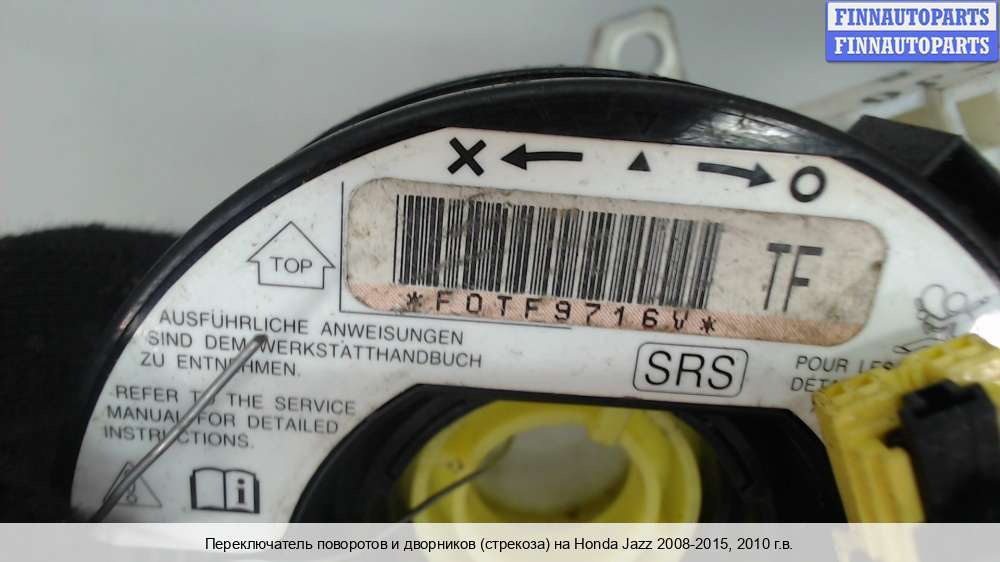 FINNAUTOPARTS
FINNAUTOPARTS
TOP
TF
*F0TF9716V*
SRS
AUSFÜHRLICHE ANWEISUNGEN
SIND DEM WERKSTATTHANDBUCH
ZU ENTNEHMEN.
REFER TO THE SERVICE
MANUAL FOR DETAILED
INSTRUCTIONS.
POUR LES
Переключатель поворотов и дворников (стрекоза) на Honda Jazz 2008-2015, 2010 г.в.